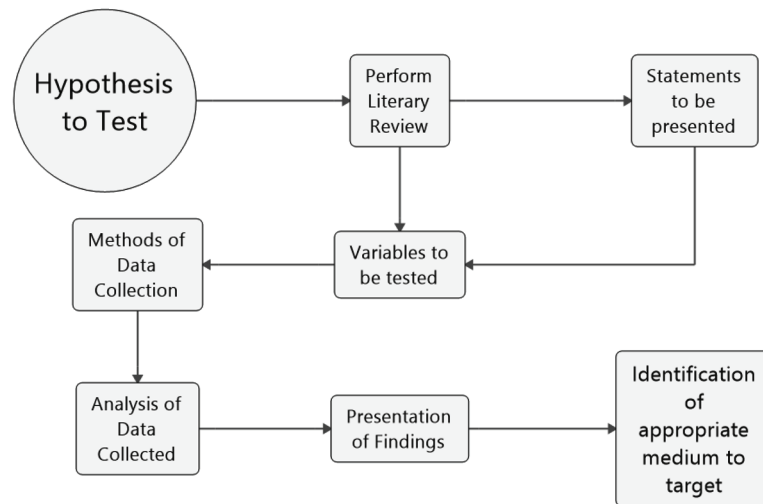 Hypothesis
to Test
Perform
Literary
Review
Statements
to be
presented
Methods of
Data
Collection
Variables to
be tested
Analysis of
Data
Collected
Presentation
of Findings
Identification
of
appropriate
medium to
target